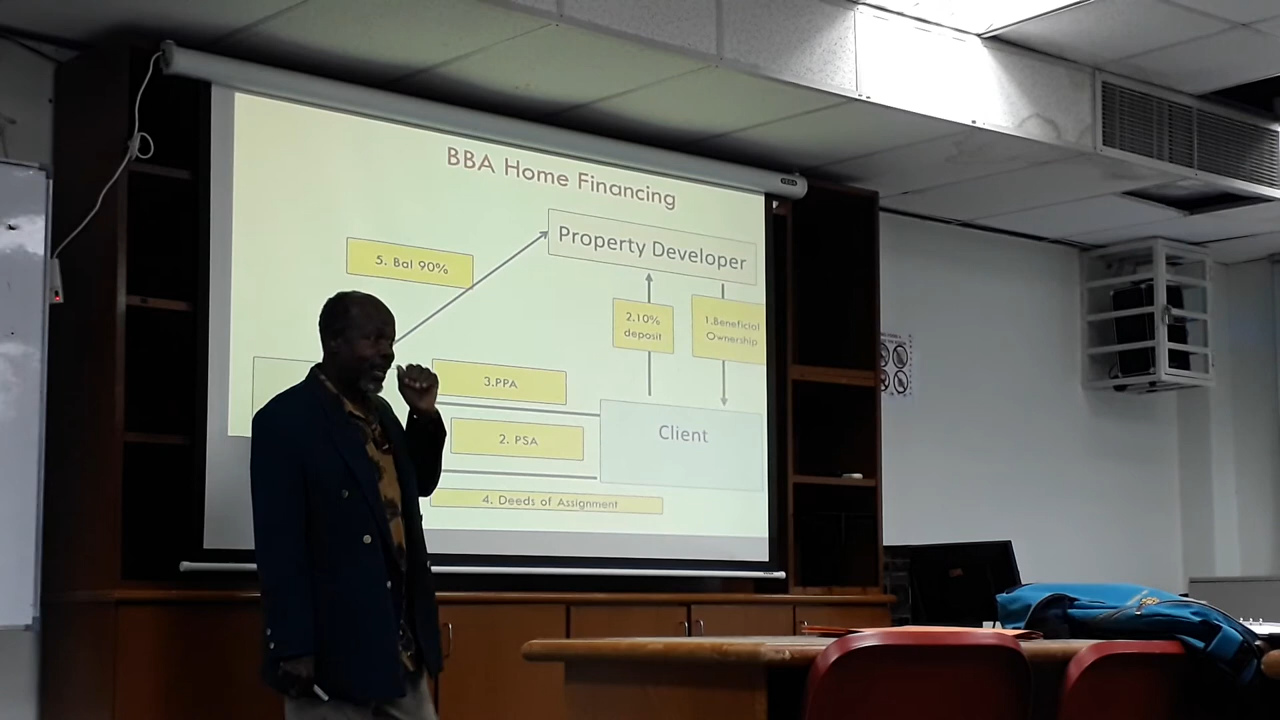 BBA Home Financing
Property Developer
5. Bal 90%
2.10%
deposit
1.Beneficial
Ownership
3.PPA
2. PSA
Client
4. Deeds of Assignment